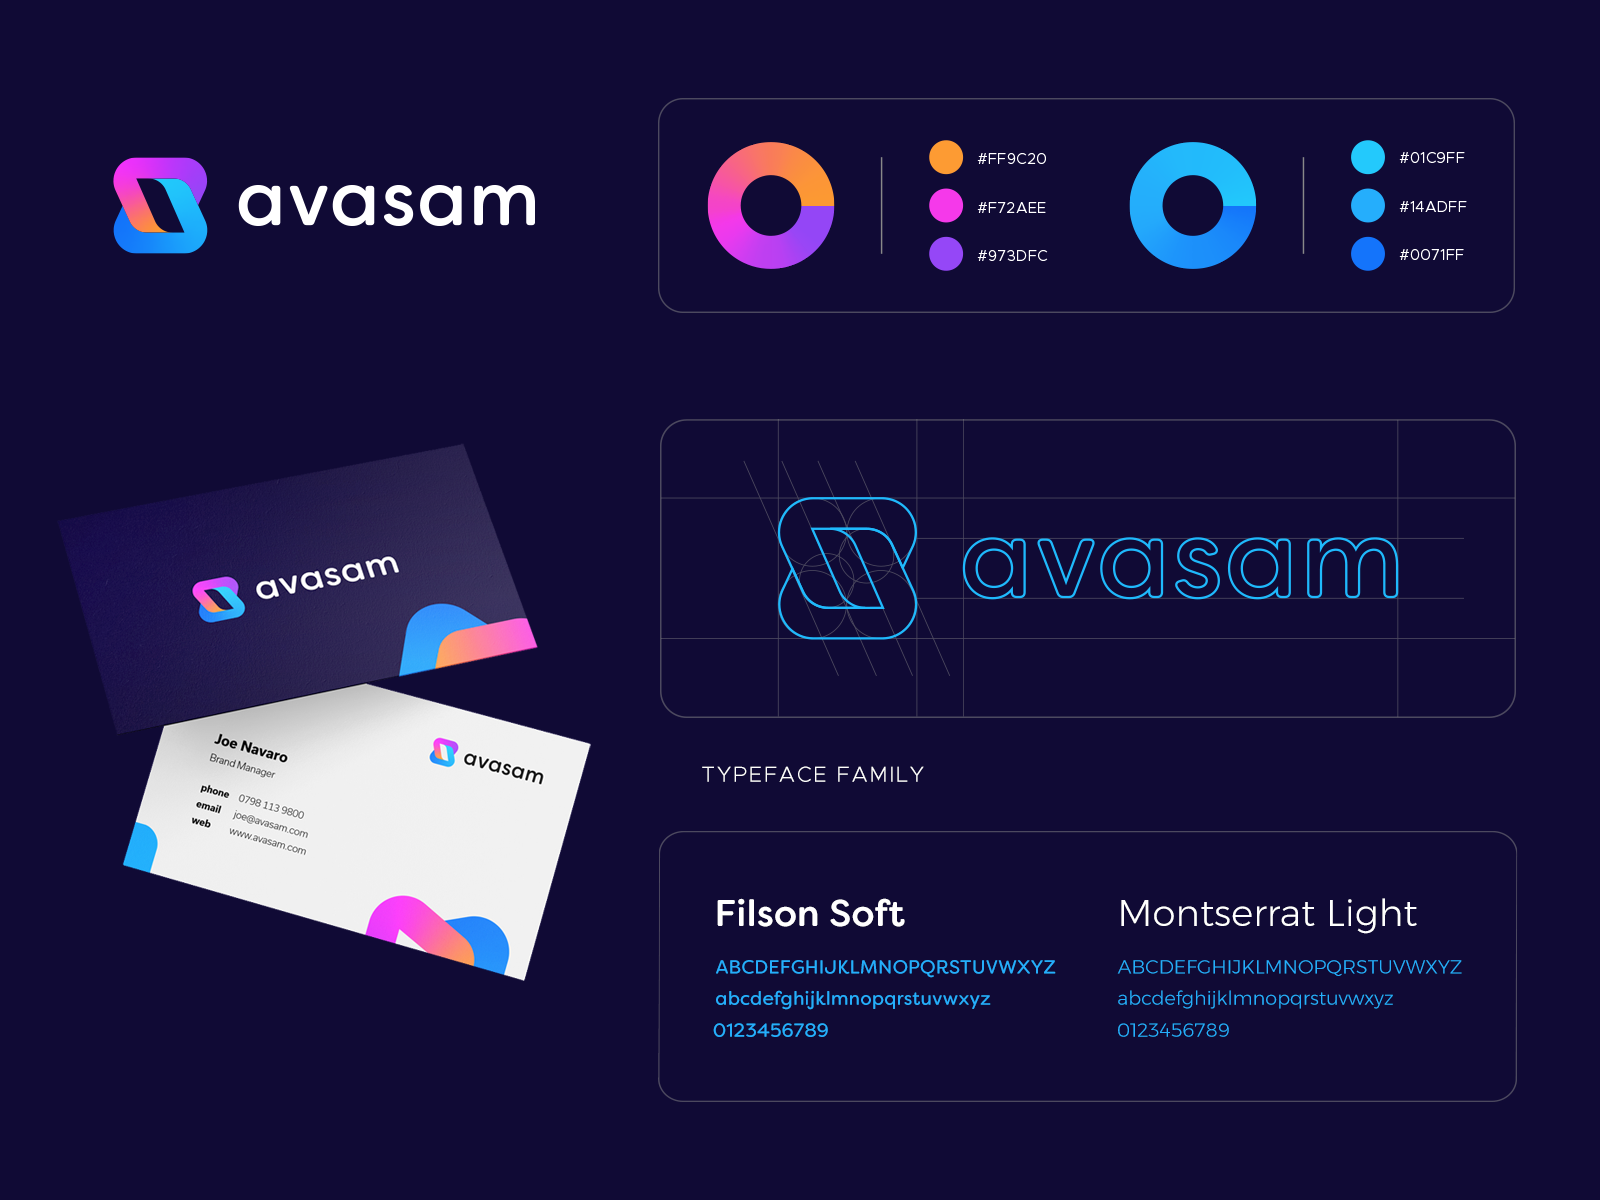 avasam
#FF9C20
#F72AEE
#973DFC
#01C9FF
#14ADFF
#0071FF
avasam
avasam
Joe Navaro
Brand Manager
avasam
phone 0798 113 9800
email joe@avasam.com
web www.avasam.com
TYPEFACE FAMILY
Filson Soft
ABCDEFGHIJKLMNOPQRSTUVWXYZ
abcdefghijklmnopqrstuvwxyz
0123456789
Montserrat Light
ABCDEFGHIJKLMNOPQRSTUVWXYZ
abcdefghijklmnopqrstuvwxyz
0123456789